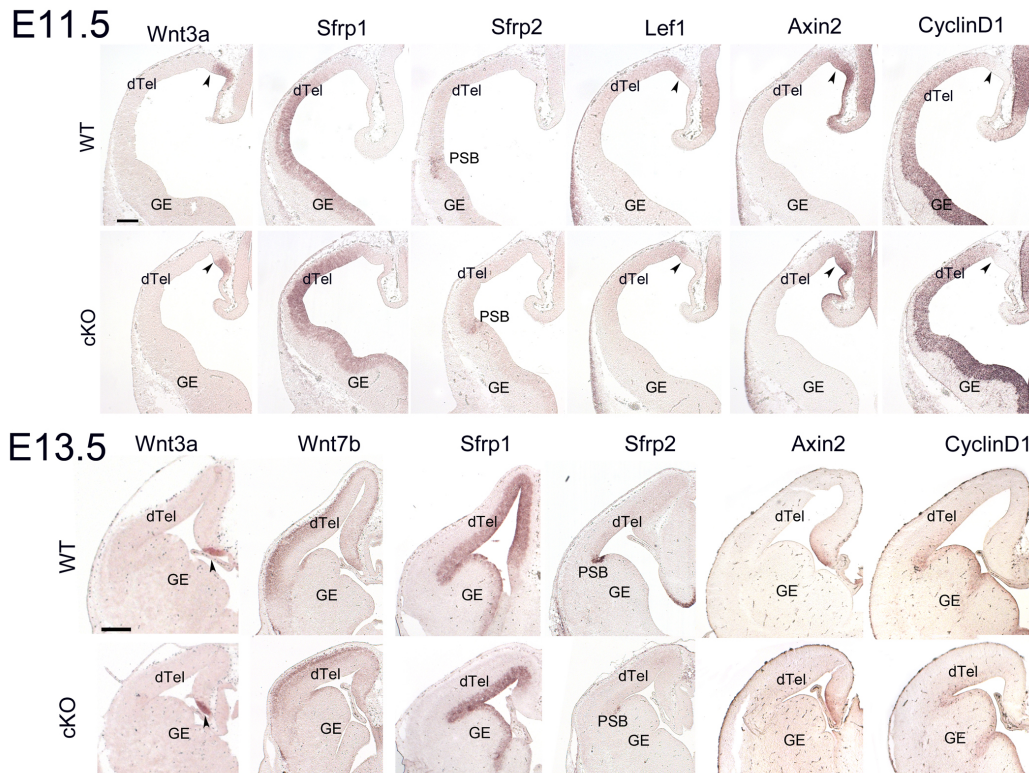 E11.5
Wnt3a Sfrp1 Sfrp2 Lef1 Axin2 CyclinD1
WT
dTel dTel dTel dTel dTel dTel
PSB
GE GE GE GE GE GE
cKO
dTel dTel dTel dTel dTel dTel
PSB
GE GE GE GE GE GE
E13.5
Wnt3a Wnt7b Sfrp1 Sfrp2 Axin2 CyclinD1
WT
dTel dTel dTel dTel dTel dTel
PSB
GE GE GE GE GE GE
cKO
dTel dTel dTel dTel dTel dTel
PSB
GE GE GE GE GE GE